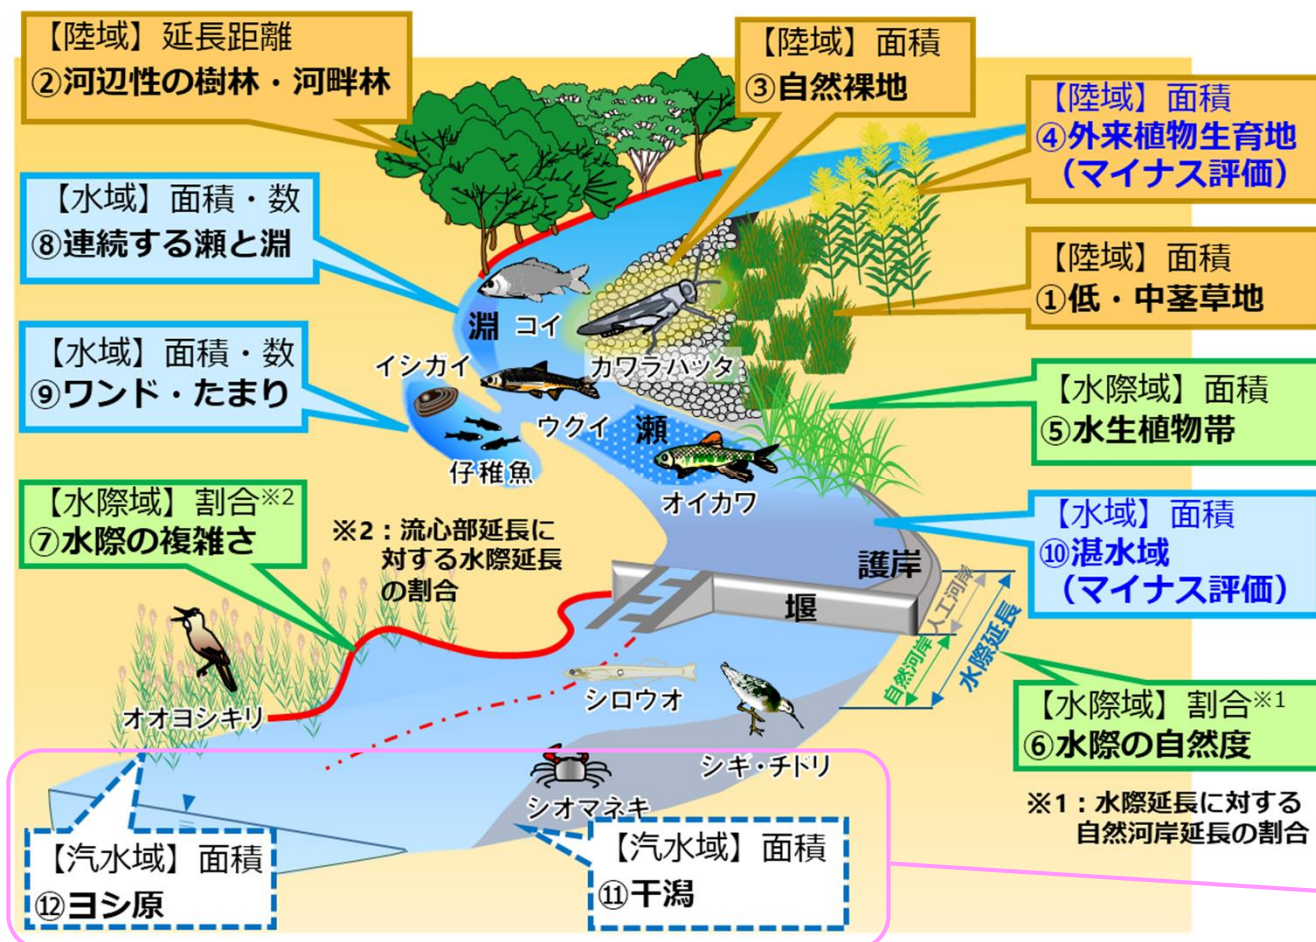 【陸域】延長距離
②河辺性の樹林・河畔林
【陸域】面積
③自然裸地
【陸域】面積
④外来植物生育地
（マイナス評価）
【水域】面積・数
⑧連続する瀬と淵
【陸域】面積
①低・中茎草地
淵
コイ
カワラバッタ
【水域】面積・数
⑨ワンド・たまり
イシガイ
ウグイ
仔稚魚
瀬
オイカワ
【水際域】面積
⑤水生植物帯
【水際域】割合※2
⑦水際の複雑さ
※2：流心部延長に
対する水際延長
の割合
【水域】面積
⑩湛水域
（マイナス評価）
護岸
堰
人工河岸
自然河岸
水際延長
オオヨシキリ
シロウオ
シギ・チドリ
シオマネキ
【水際域】割合※1
⑥水際の自然度
※1：水際延長に対する
自然河岸延長の割合
【汽水域】面積
⑫ヨシ原
【汽水域】面積
⑪干潟